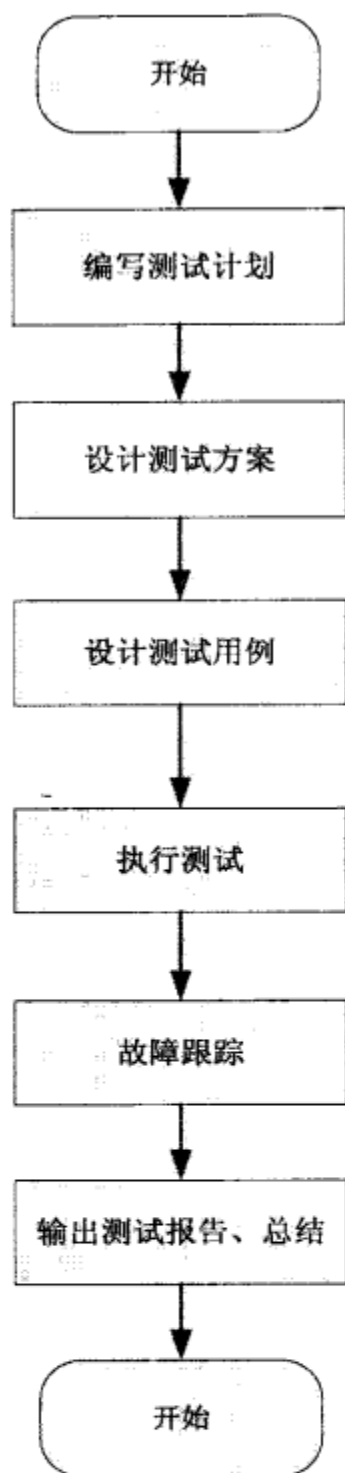 开始
编写测试计划
设计测试方案
设计测试用例
执行测试
故障跟踪
输出测试报告、总结
开始